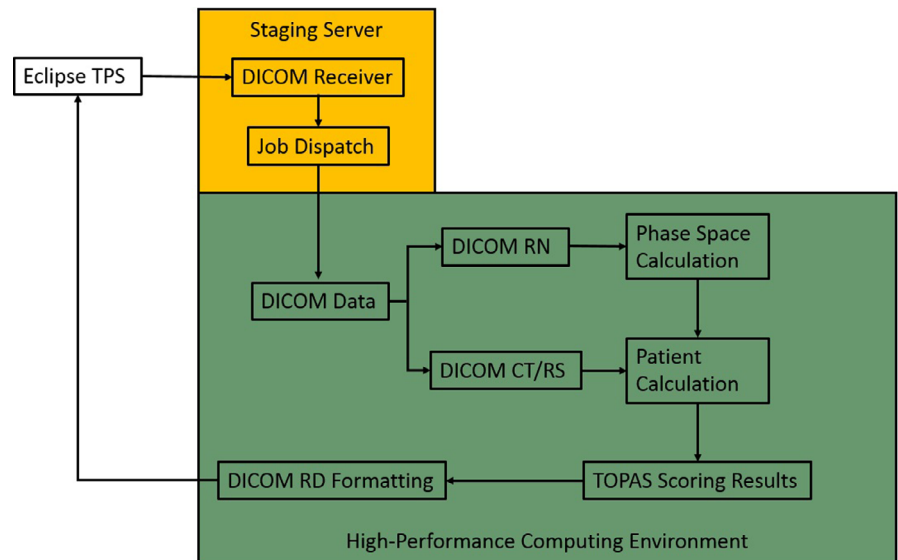 Staging Server
Eclipse TPS
DICOM Receiver
Job Dispatch
DICOM RN
Phase Space
Calculation
DICOM Data
DICOM CT/RS
Patient
Calculation
DICOM RD Formatting
TOPAS Scoring Results
High-Performance Computing Environment